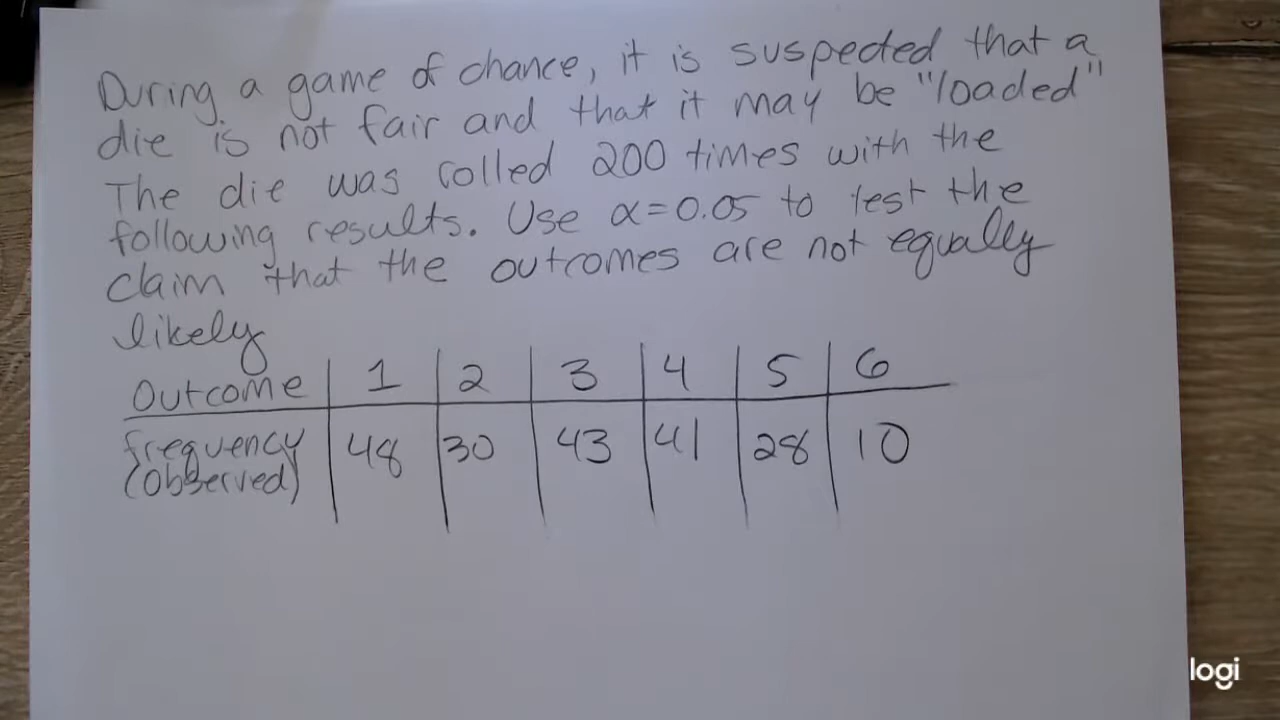 During a game of chance, it is suspected that a
die is not fair and that it may be "loaded"
The die was rolled 200 times with the
following results. Use α=0.05 to test the
claim that the outcomes are not equally
likely
Outcome 1 2 3 4 5 6
frequency 48 30 43 41 28 10
(Observed)
logi